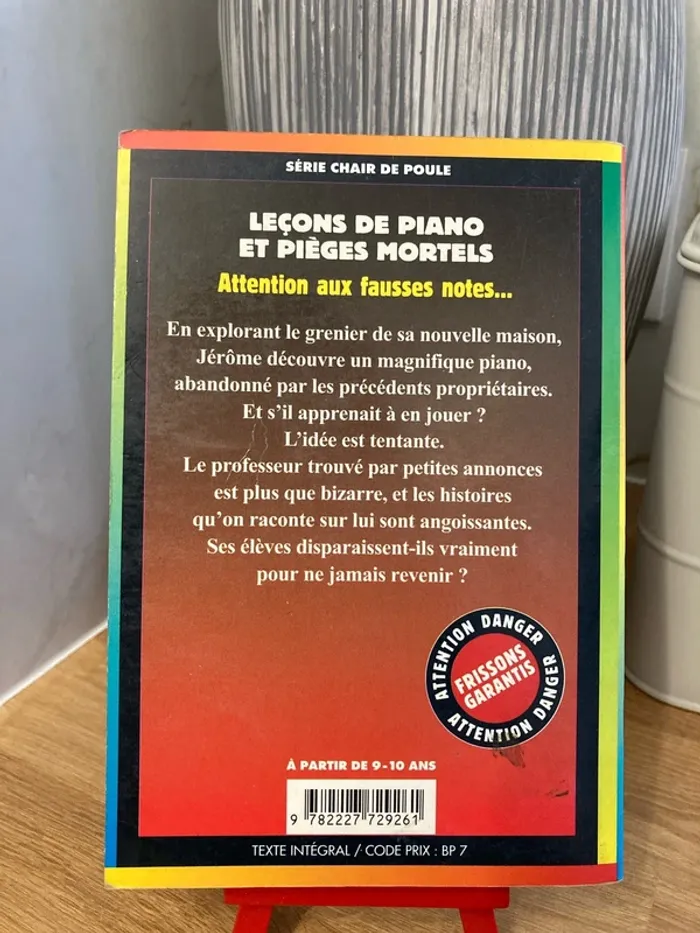 SÉRIE CHAIR DE POULE
LEÇONS DE PIANO
ET PIÈGES MORTELS
Attention aux fausses notes...
En explorant le grenier de sa nouvelle maison,
Jérôme découvre un magnifique piano,
abandonné par les précédents propriétaires.
Et s'il apprenait à en jouer ?
L'idée est tentante.
Le professeur trouvé par petites annonces
est plus que bizarre, et les histoires
qu'on raconte sur lui sont angoissantes.
Ses élèves disparaissent-ils vraiment
pour ne jamais revenir ?
ATTENTION DANGER
FRISSONS
GARANTIS
ATTENTION DANGER
À PARTIR DE 9-10 ANS
9 782227 729261
TEXTE INTÉGRAL / CODE PRIX : BP 7